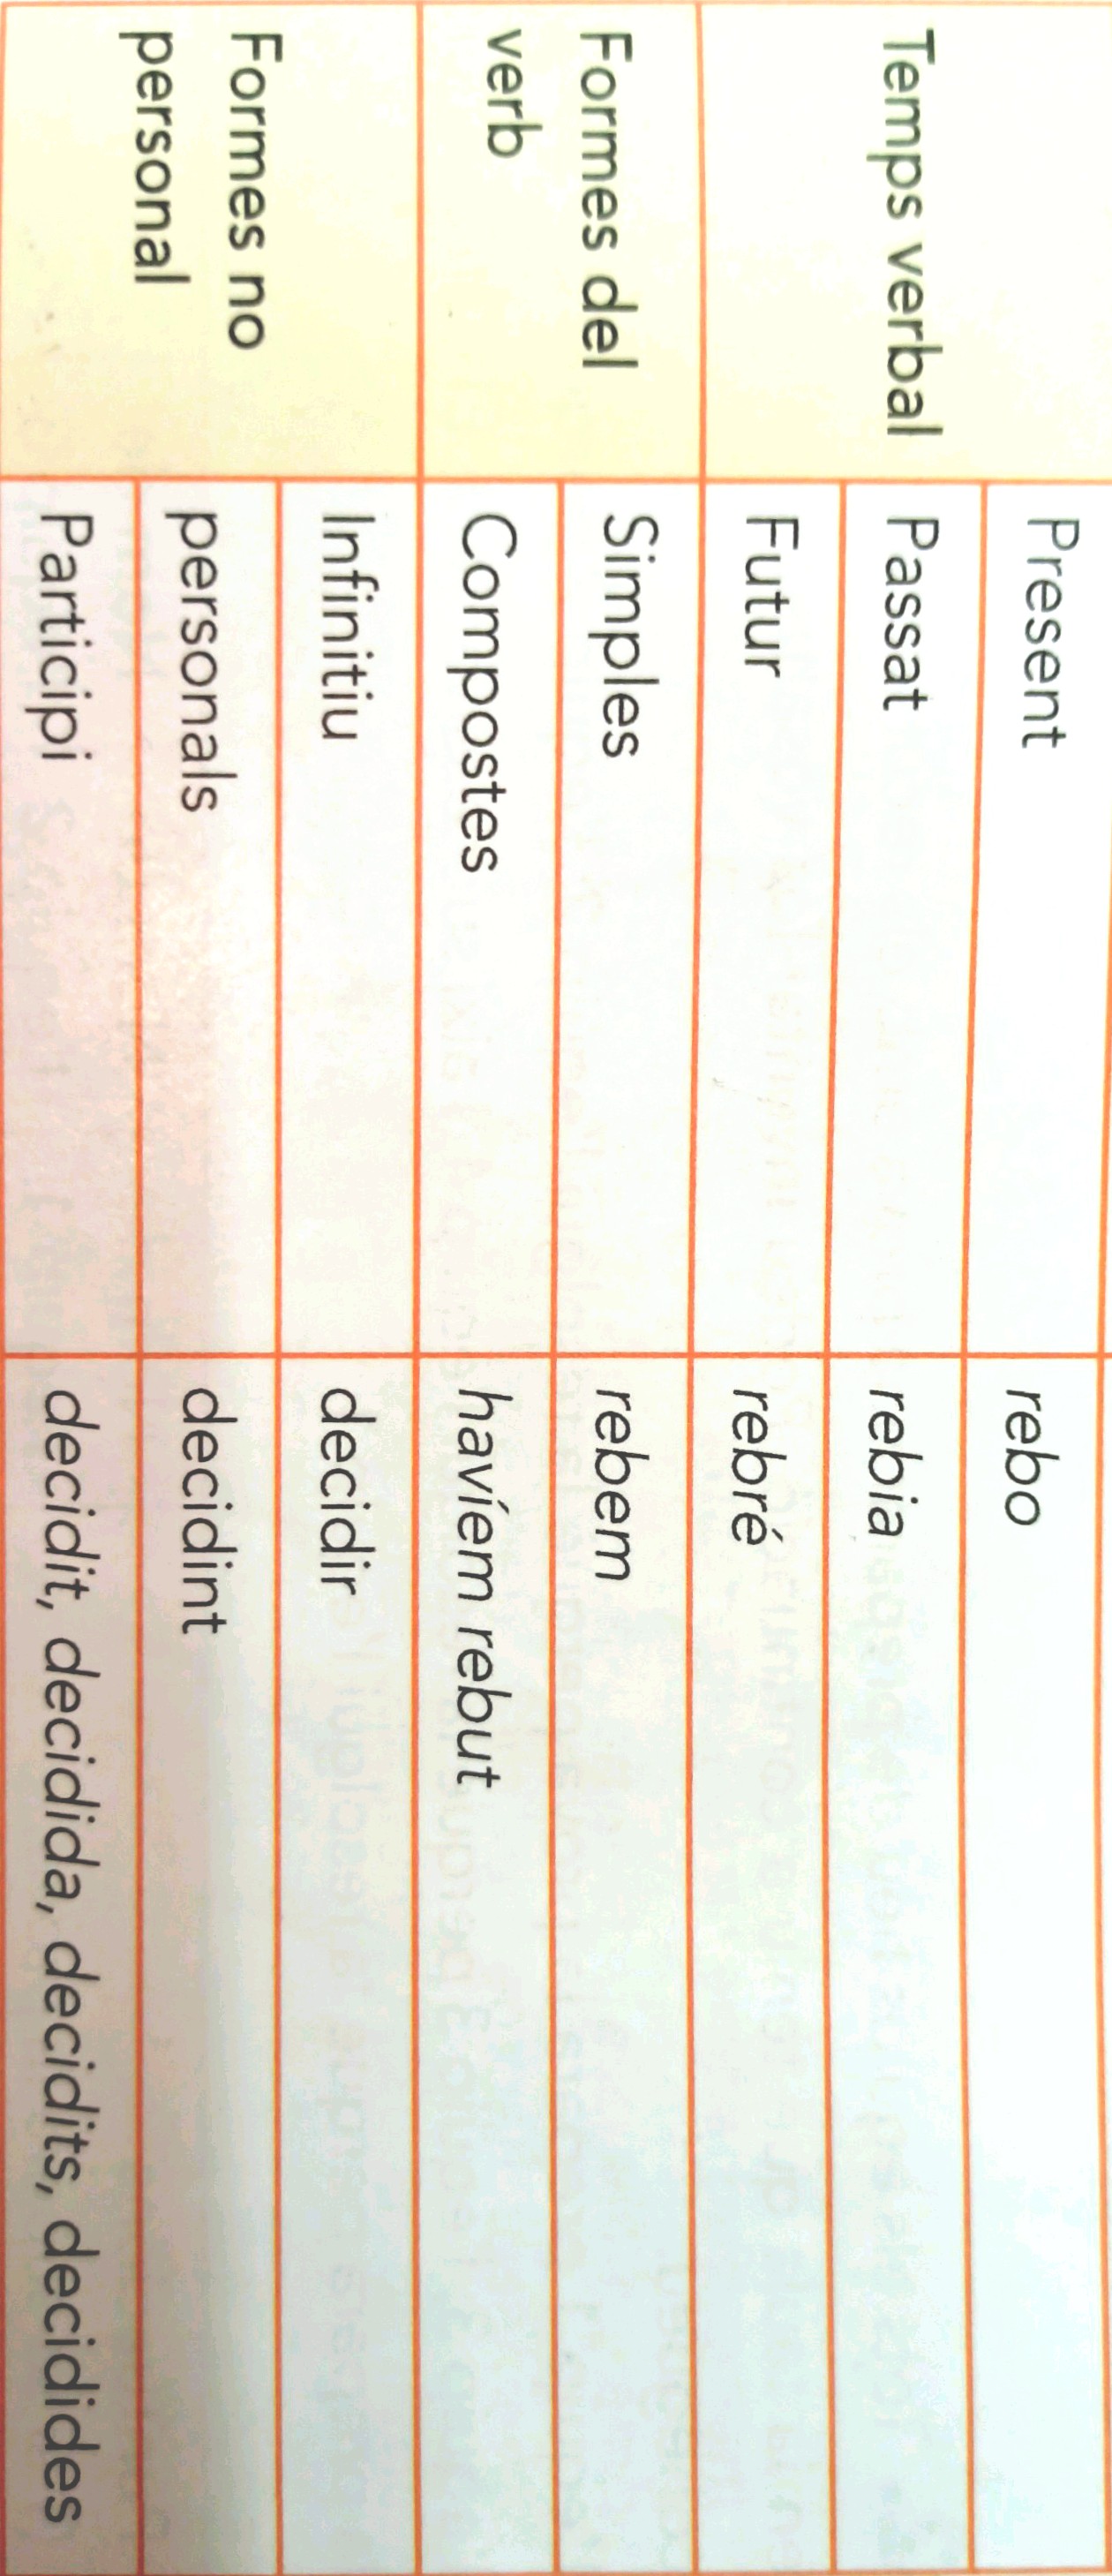 Present rebo
Temps verbal Passat rebia
Futur rebré
Formes del
verb
Simples rebem
Compostes havíem rebut
Formes no
personal
Infinitiu decidir
personals decidint
Participi decidit, decidida, decidits, decidides